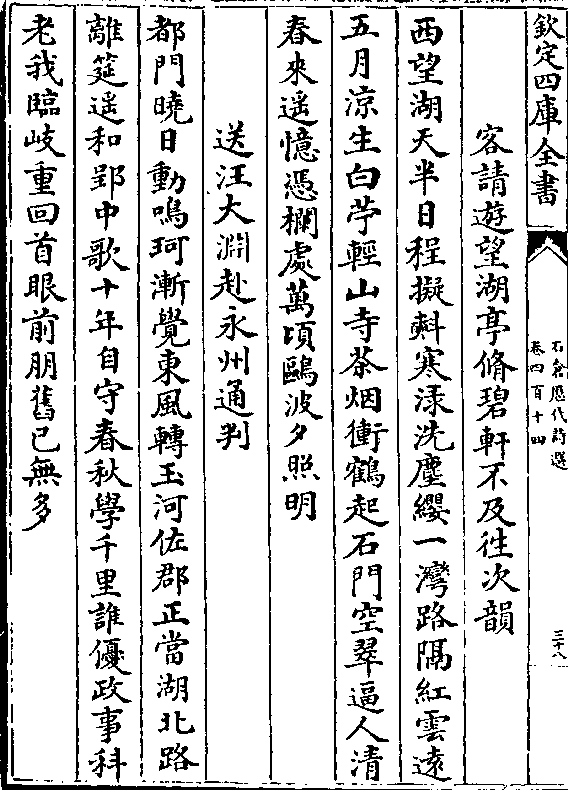 欽定四庫全書
石倉歷代詩選
卷四百十四
三十八
客請遊望湖亭脩碧軒不及徃次韻
西望湖天半日程擬斟寒渌洗塵纓一灣路隔紅雲遠
五月涼生白苧輕山寺茶烟衝鶴起石門空翠逼人清
春來遥憶憑欄處萬頃鷗波夕照明
送汪大淵赴永州通判
都門曉日動鳴珂漸覺東風轉玉河佐郡正當湖北路
離筵遥和郢中歌十年自守春秋學千里誰優政事科
老我臨岐重回首眼前朋舊已無多